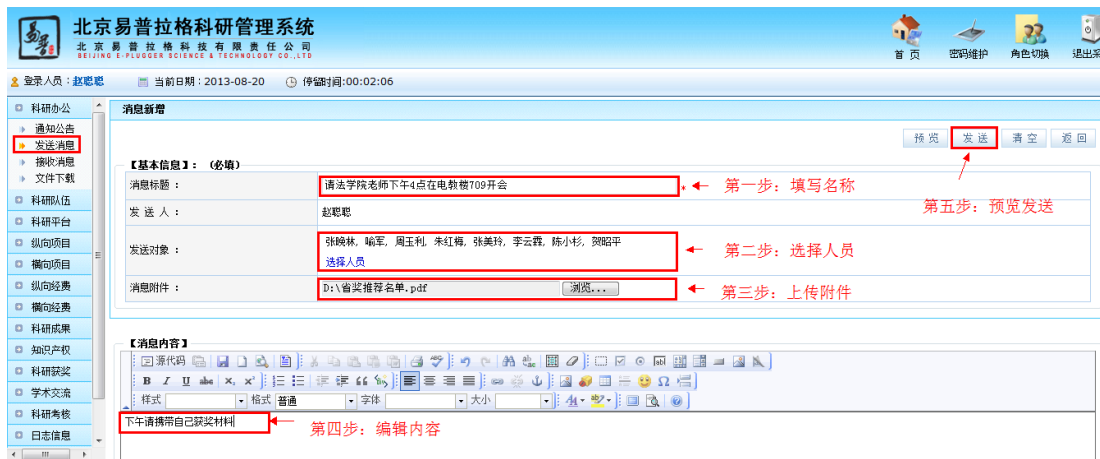 北京易普拉格科研管理系统
北京易普拉格科技有限责任公司
BEIJING E-PLUGGER SCIENCE & TECHNOLOGY CO.,LTD
首 页
密码维护
角色切换
登录人员：赵聪聪 当前日期：2013-08-20 停留时间:00:02:06
科研办公
通知公告
发送消息
接收消息
文件下载
科研队伍
科研平台
纵向项目
横向项目
纵向经费
横向经费
科研成果
知识产权
科研获奖
学术交流
科研考核
日志信息
消息新增
预 览 发 送 清 空 返 回
第五步：预览发送
【基本信息】：（必填）
消息标题： 请法学院老师下午4点在电教楼709开会 * 第一步：填写名称
发 送 人： 赵聪聪
发送对象： 张晚林, 喻军, 周玉利, 朱红梅, 张美玲, 李云霖, 陈小杉, 贺昭平
选择人员
第二步：选择人员
消息附件： D:\省奖推荐名单.pdf 浏览... 第三步：上传附件
【消息内容】
源代码
B I U abc X₂ X²
样式 格式 普通 字体 大小
下午请携带自己获奖材料
第四步：编辑内容